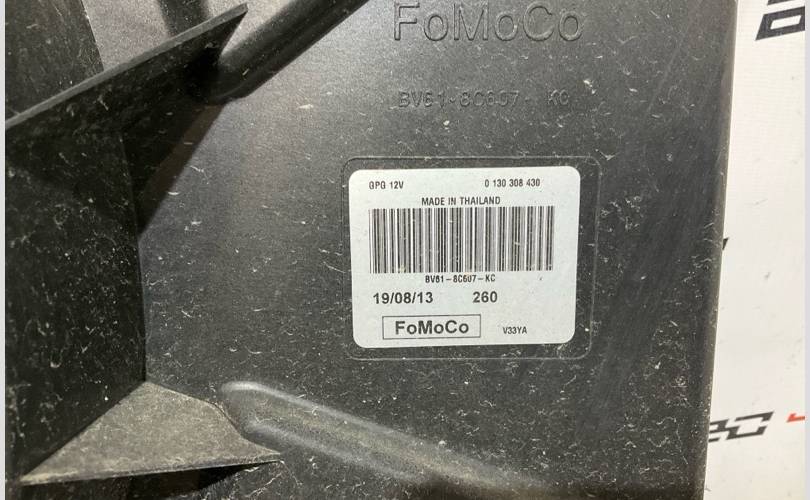 FoMoCo
BV61-8C607- KC
GPG 12V 0 130 308 430
MADE IN THAILAND
BV61-8C607-KC
19/08/13 260
FoMoCo
V33YA